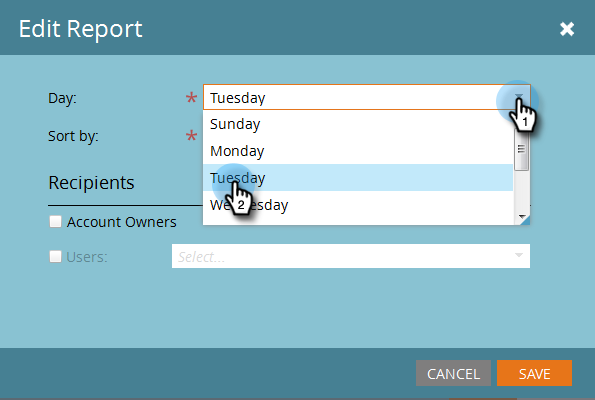 Edit Report
Day:
Tuesday
1
Sunday
Sort by:
Monday
Recipients
Tuesday
2
Wednesday
Account Owners
Users:
Select...
CANCEL
SAVE